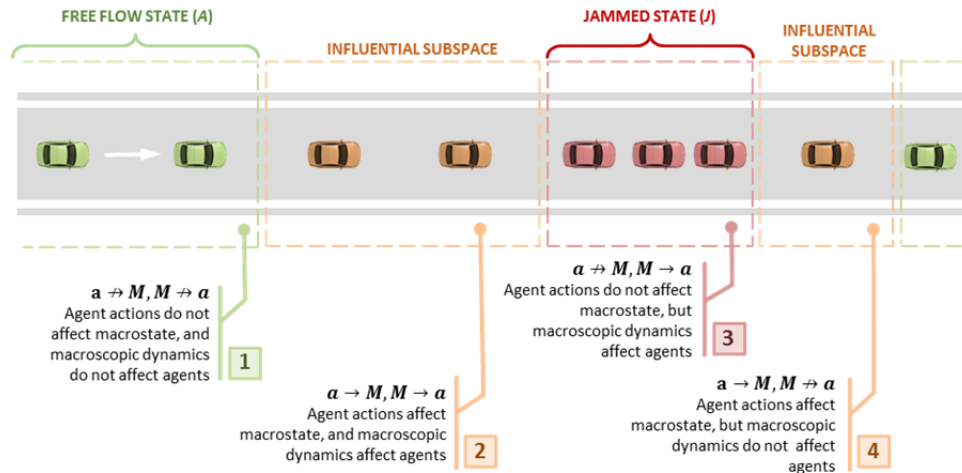 FREE FLOW STATE (A)
INFLUENTIAL SUBSPACE
JAMMED STATE (J)
INFLUENTIAL
SUBSPACE
a ↛ M, M ↛ a
Agent actions do not
affect macrostate, and
macroscopic dynamics
do not affect agents
1
a → M, M → a
Agent actions affect
macrostate, and macroscopic
dynamics affect agents
2
a ↛ M, M → a
Agent actions do not affect
macrostate, but
macroscopic dynamics
affect agents
3
a → M, M ↛ a
Agent actions affect
macrostate, but macroscopic
dynamics do not affect
agents
4